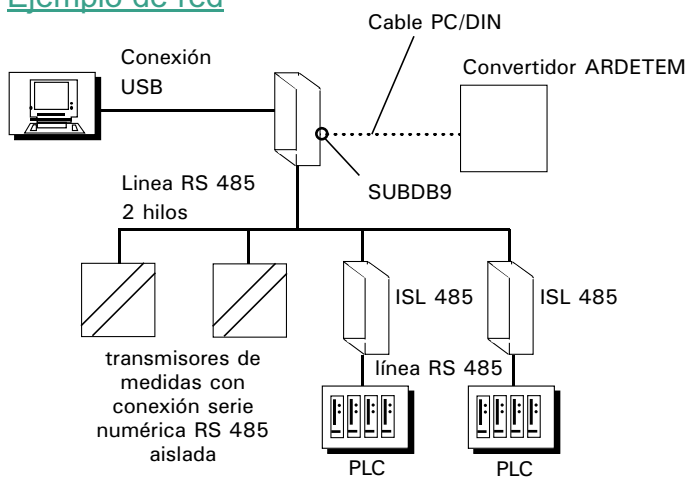 Ejemplo de red
Cable PC/DIN
Conexión
USB
Convertidor ARDETEM
SUBDB9
Linea RS 485
2 hilos
ISL 485
ISL 485
línea RS 485
transmisores de
medidas con
conexión serie
numérica RS 485
aislada
PLC
PLC